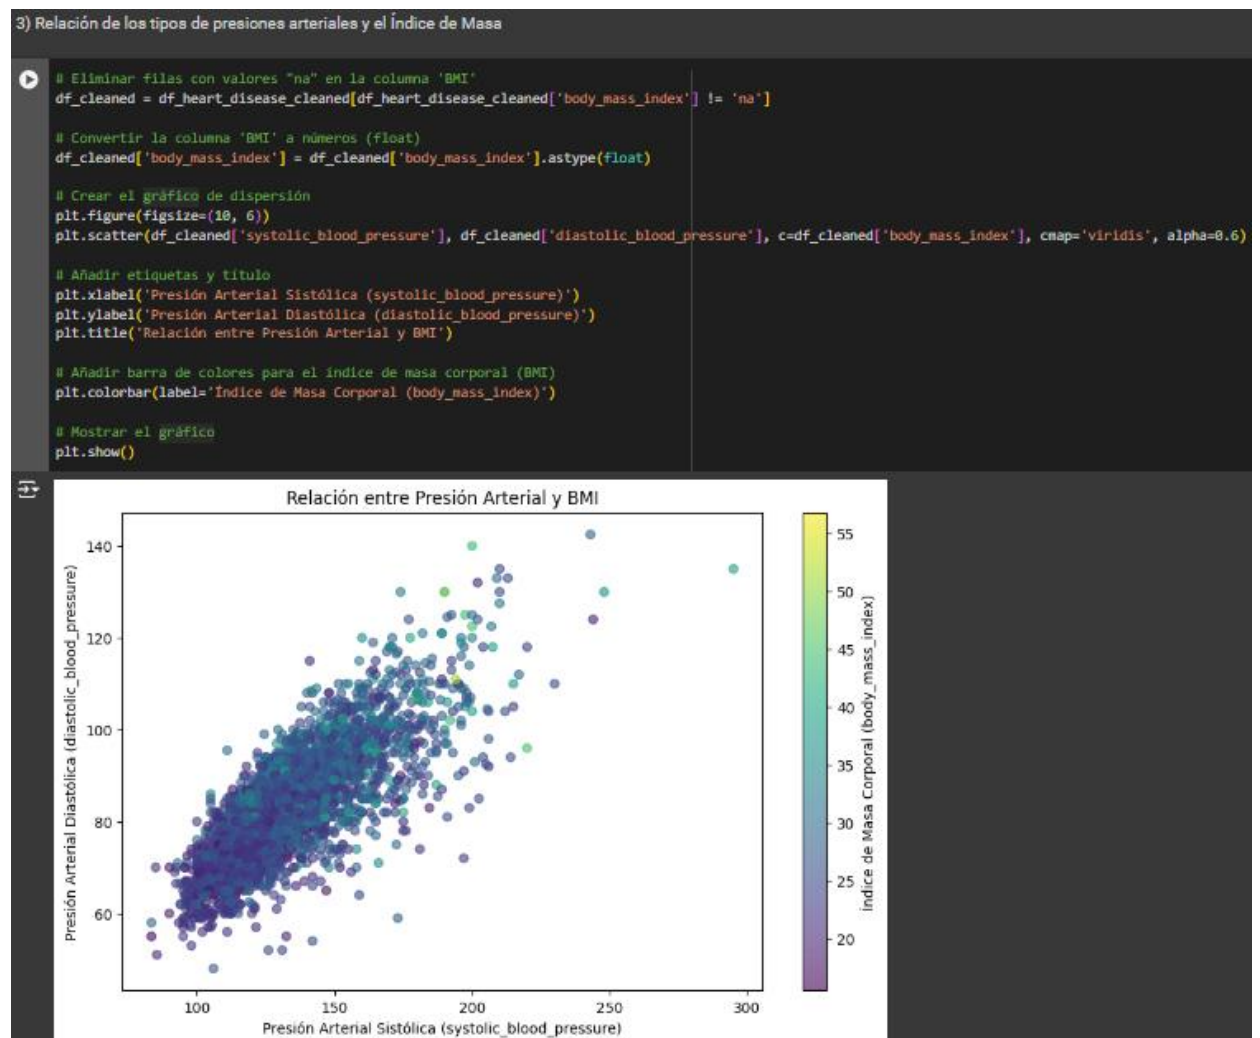 3) Relación de los tipos de presiones arteriales y el Índice de Masa
# Eliminar filas con valores "na" en la columna 'BMI'
df_cleaned = df_heart_disease_cleaned[df_heart_disease_cleaned['body_mass_index'] != 'na']
# Convertir la columna 'BMI' a números (float)
df_cleaned['body_mass_index'] = df_cleaned['body_mass_index'].astype(float)
# Crear el gráfico de dispersión
plt.figure(figsize=(10, 6))
plt.scatter(df_cleaned['systolic_blood_pressure'], df_cleaned['diastolic_blood_pressure'], c=df_cleaned['body_mass_index'], cmap='viridis', alpha=0.6)
# Añadir etiquetas y título
plt.xlabel('Presión Arterial Sistólica (systolic_blood_pressure)')
plt.ylabel('Presión Arterial Diastólica (diastolic_blood_pressure)')
plt.title('Relación entre Presión Arterial y BMI')
# Añadir barra de colores para el índice de masa corporal (BMI)
plt.colorbar(label='Índice de Masa Corporal (body_mass_index)')
# Mostrar el gráfico
plt.show()
Relación entre Presión Arterial y BMI
Presión Arterial Diastólica (diastolic_blood_pressure)
140
120
100
80
60
100 150 200 250 300
Presión Arterial Sistólica (systolic_blood_pressure)
55
50
45
40
35
30
25
20
Índice de Masa Corporal (body_mass_index)